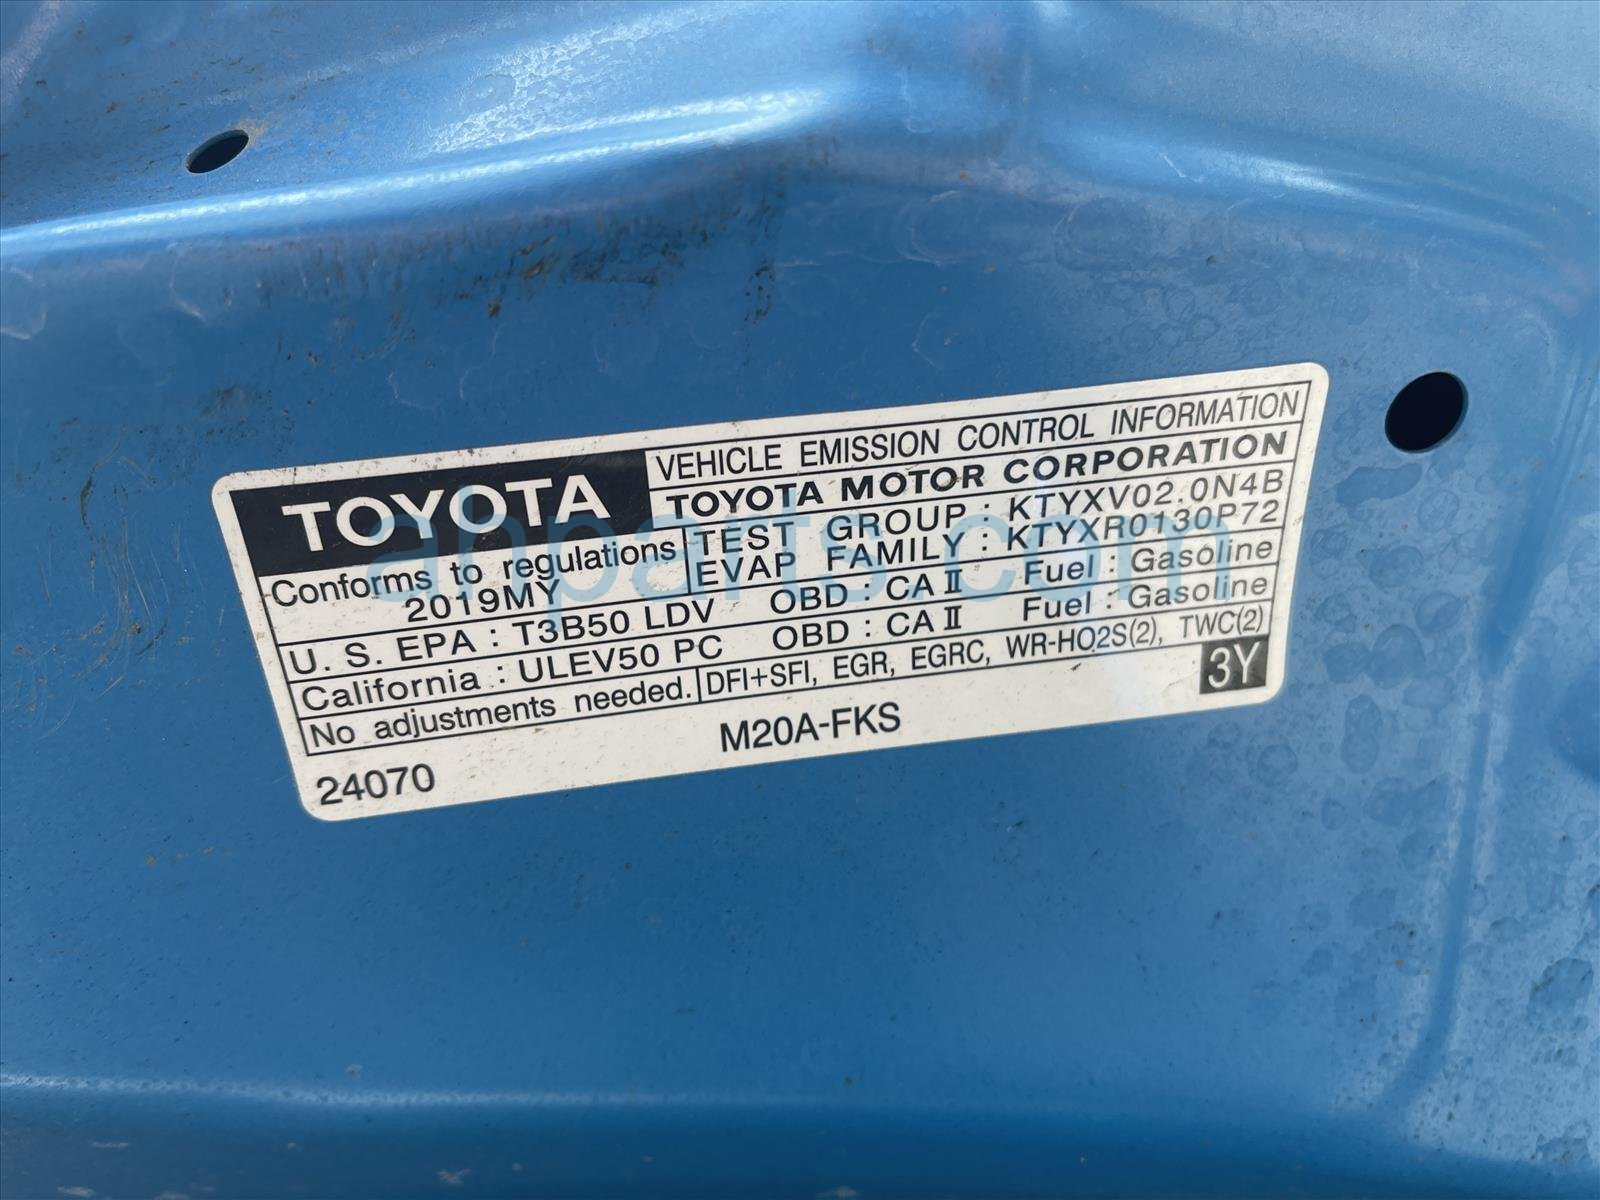 TOYOTA
VEHICLE EMISSION CONTROL INFORMATION
TOYOTA MOTOR CORPORATION
Conforms to regulations
2019MY
TEST GROUP : KTYXV02.0N4B
EVAP FAMILY : KTYXR0130P72
U. S. EPA : T3B50 LDV OBD : CA II Fuel : Gasoline
California : ULEV50 PC OBD : CA II Fuel : Gasoline
No adjustments needed. DFI+SFI, EGR, EGRC, WR-HO2S(2), TWC(2)
3Y
24070
M20A-FKS
ahparts.com